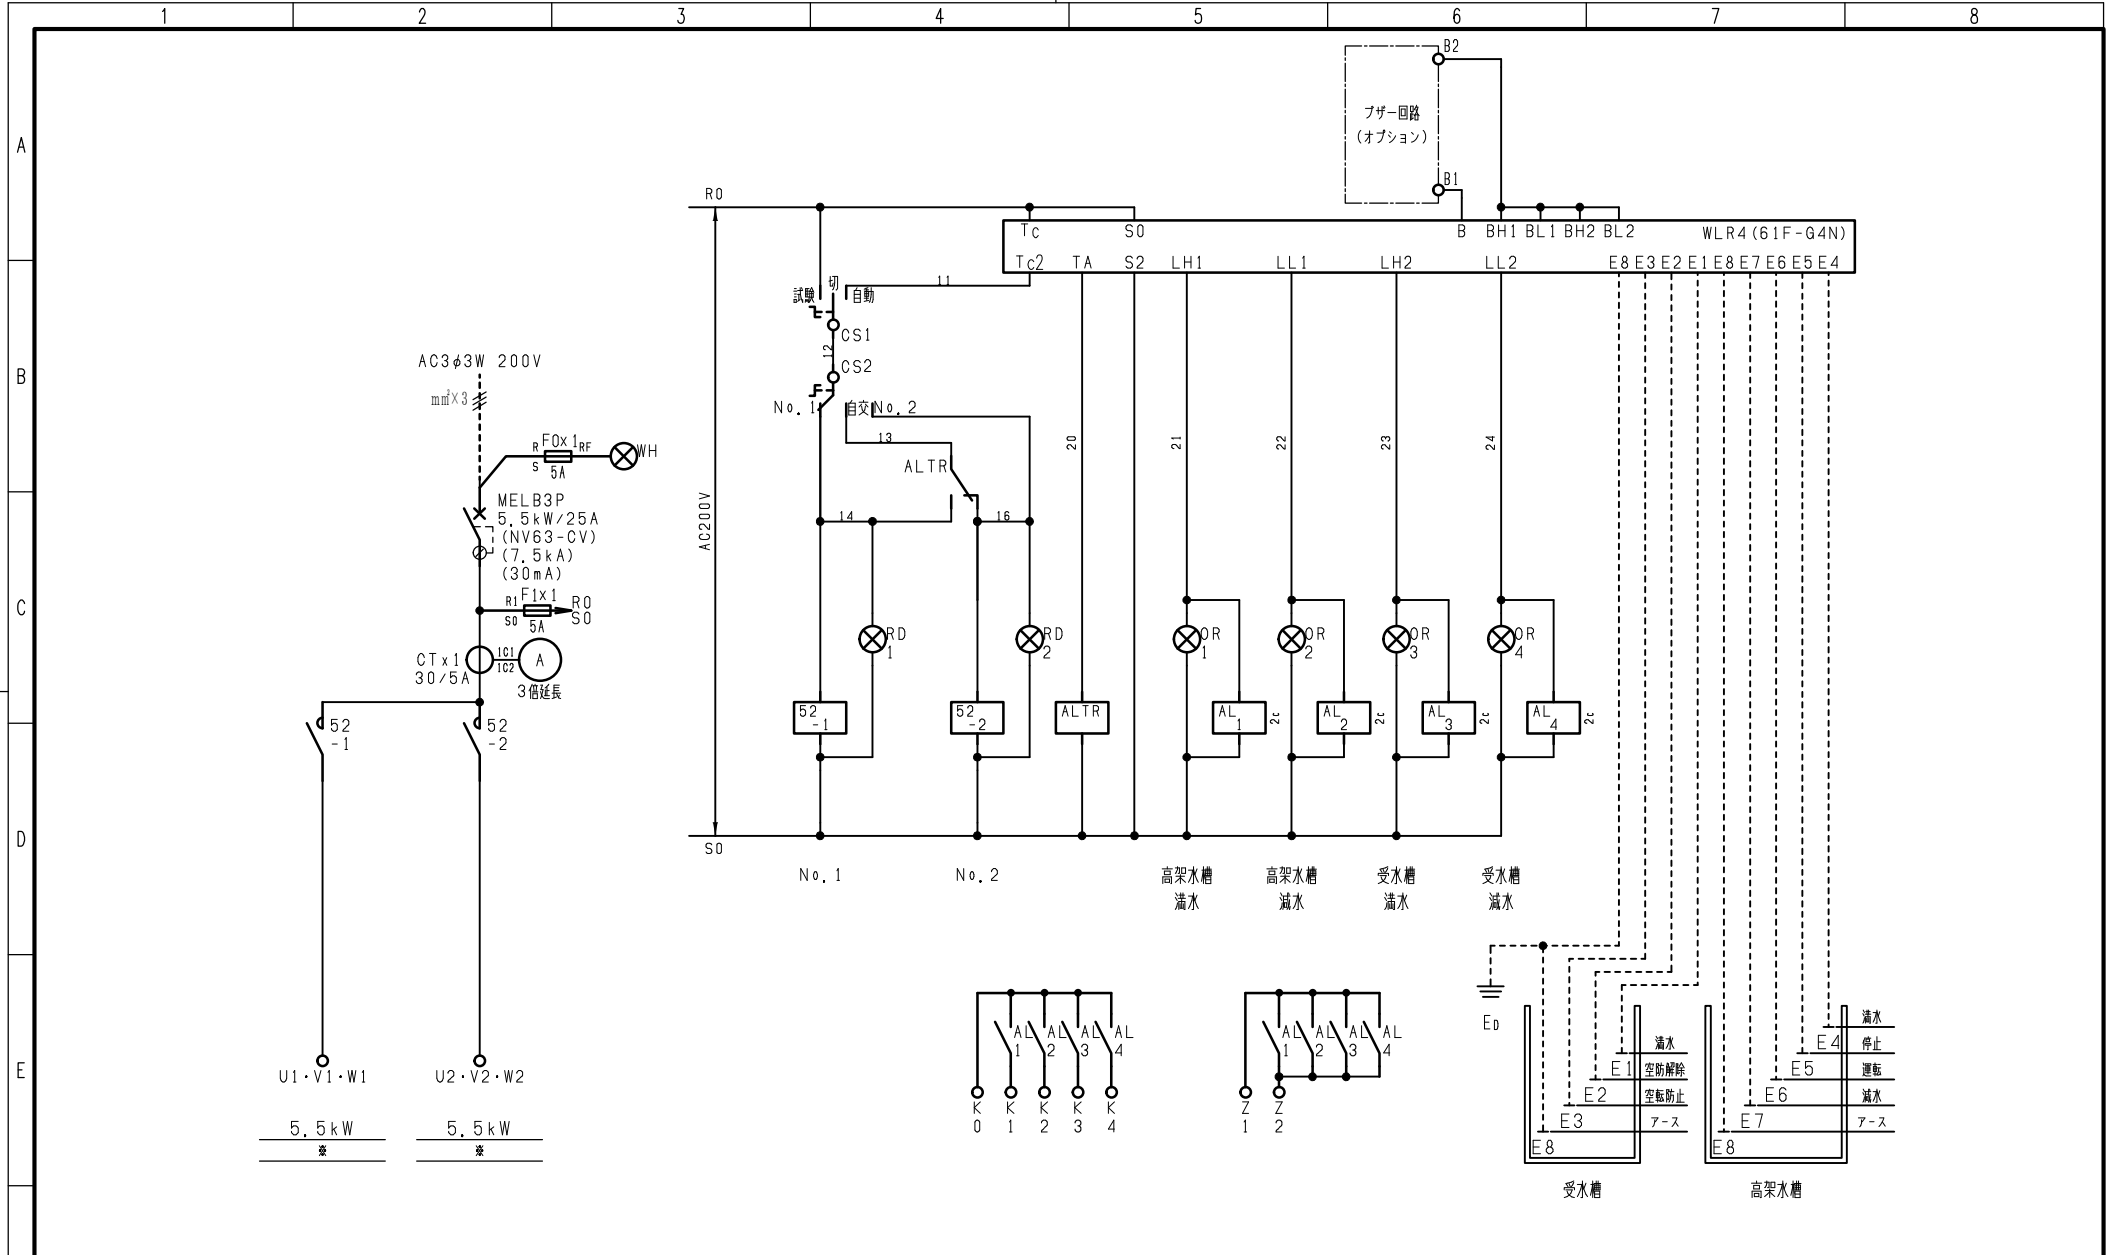 1 2 3 4 5 6 7 8
A
B
C
D
E
B2
ブザー回路
(オプション)
B1
R0
Tc S0 B BH1 BL1 BH2 BL2 WLR4(61F-G4N)
Tc2 TA S2 LH1 LL1 LH2 LL2 E8 E3 E2 E1 E8 E7 E6 E5 E4
試験 切 自動 11
CS1
12
CS2
No.1 自交 No.2
13
ALTR
14 16
20 21 22 23 24
AC200V
AC3φ3W 200V
mm²×3
R F0x1 RF WH
S 5A
MELB3P
5.5kW/25A
(NV63-CV)
(7.5kA)
(30mA)
R1 F1x1 R0
S0 5A S0
CTx1 1C1 A
30/5A 1C2
3倍延長
52 52
-1 -2
RD RD OR OR OR OR
1 2 1 2 3 4
52 52 ALTR AL AL AL AL
-1 -2 1 2c 2 2c 3 2c 4 2c
S0
No.1 No.2 高架水槽 高架水槽 受水槽 受水槽
満水 減水 満水 減水
U1・V1・W1 U2・V2・W2
5.5kW 5.5kW
※ ※
AL AL AL AL
1 2 3 4
K K K K K
0 1 2 3 4
AL AL AL AL
1 2 3 4
Z Z
1 2
ED
満水
E1 空防解除
E2 空転防止
E3 アース
E8
受水槽
満水
E4 停止
E5 運転
E6 減水
E7 アース
E8
高架水槽